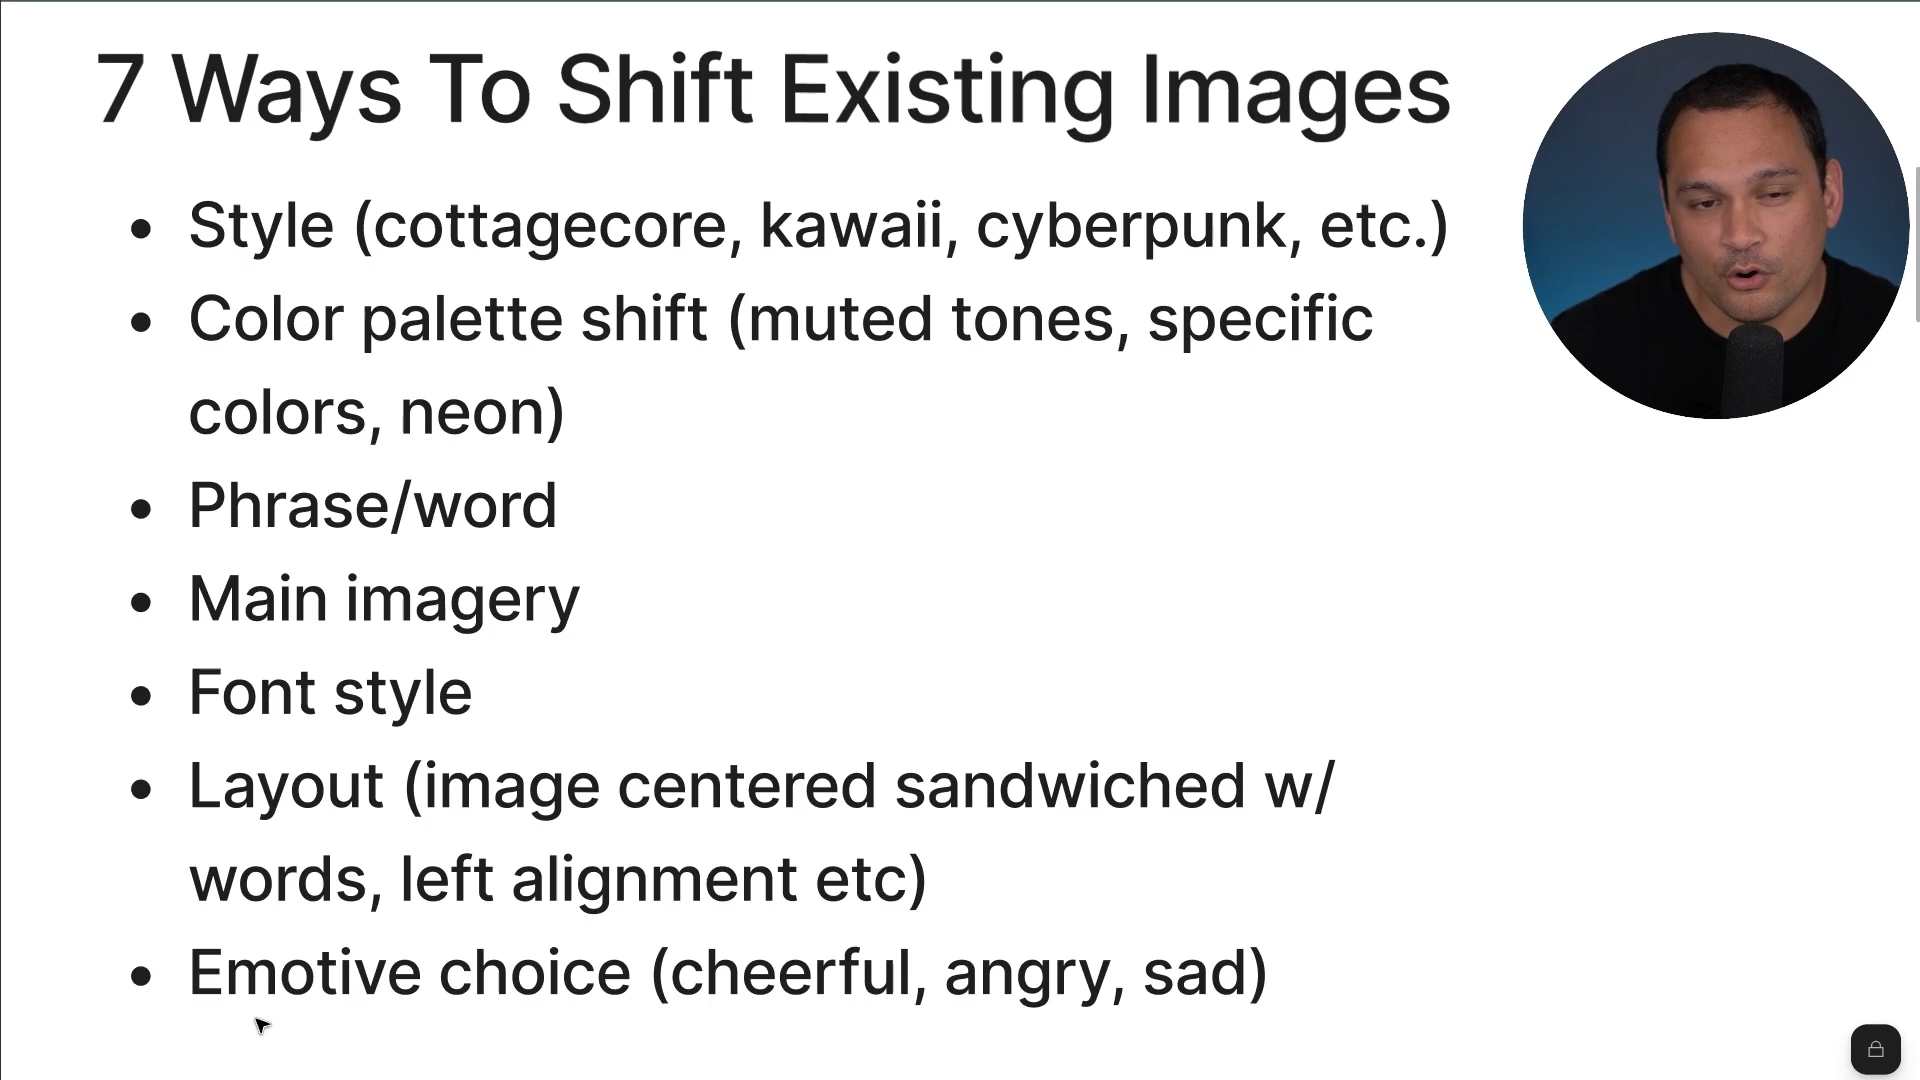 7 Ways To Shift Existing Images
• Style (cottagecore, kawaii, cyberpunk, etc.)
• Color palette shift (muted tones, specific
colors, neon)
• Phrase/word
• Main imagery
• Font style
• Layout (image centered sandwiched w/
words, left alignment etc)
• Emotive choice (cheerful, angry, sad)